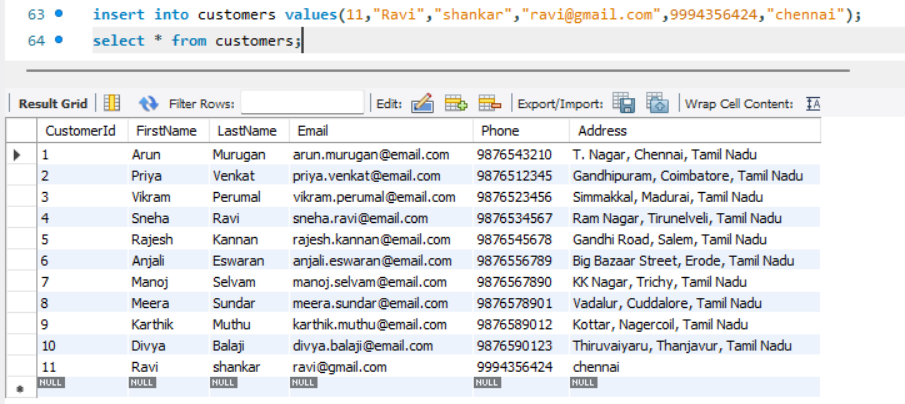 63 insert into customers values(11,"Ravi","shankar","ravi@gmail.com",9994356424,"chennai");
64 select * from customers;
Result Grid Filter Rows: Edit: Export/Import: Wrap Cell Content: IA
CustomerId FirstName LastName Email Phone Address
1 Arun Murugan arun.murugan@email.com 9876543210 T. Nagar, Chennai, Tamil Nadu
2 Priya Venkat priya.venkat@email.com 9876512345 Gandhipuram, Coimbatore, Tamil Nadu
3 Vikram Perumal vikram.perumal@email.com 9876523456 Simmakkal, Madurai, Tamil Nadu
4 Sneha Ravi sneha.ravi@email.com 9876534567 Ram Nagar, Tirunelveli, Tamil Nadu
5 Rajesh Kannan rajesh.kannan@email.com 9876545678 Gandhi Road, Salem, Tamil Nadu
6 Anjali Eswaran anjali.eswaran@email.com 9876556789 Big Bazaar Street, Erode, Tamil Nadu
7 Manoj Selvam manoj.selvam@email.com 9876567890 KK Nagar, Trichy, Tamil Nadu
8 Meera Sundar meera.sundar@email.com 9876578901 Vadalur, Cuddalore, Tamil Nadu
9 Karthik Muthu karthik.muthu@email.com 9876589012 Kottar, Nagercoil, Tamil Nadu
10 Divya Balaji divya.balaji@email.com 9876590123 Thiruvaiyaru, Thanjavur, Tamil Nadu
11 Ravi shankar ravi@gmail.com 9994356424 chennai
NULL NULL NULL NULL NULL NULL